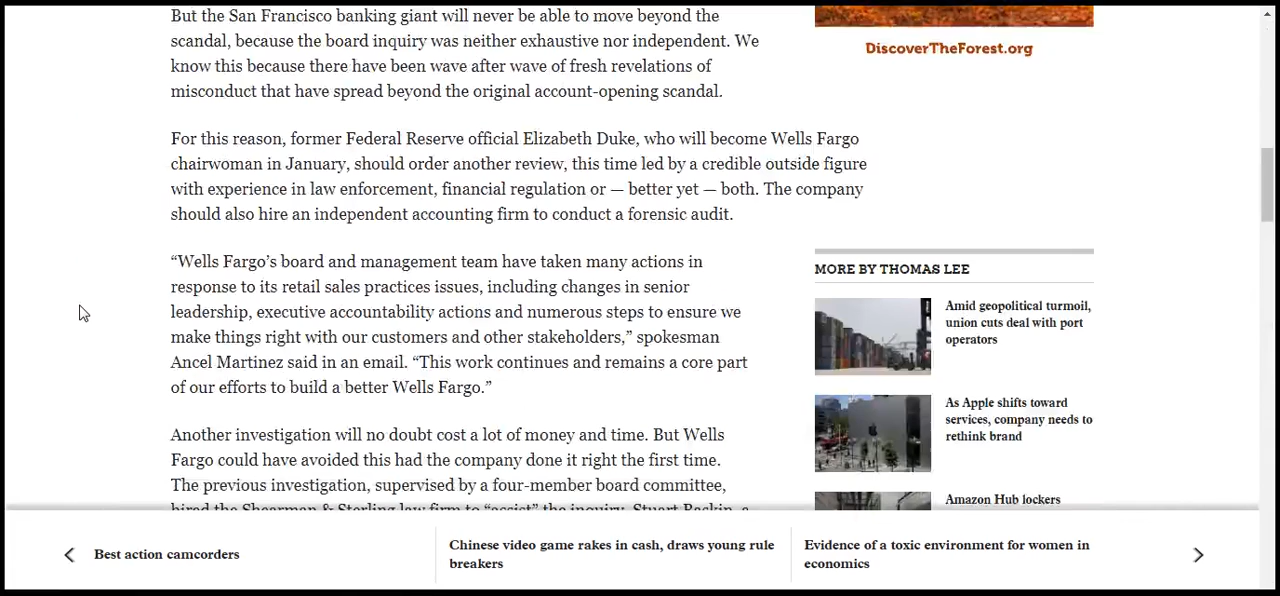 But the San Francisco banking giant will never be able to move beyond the
scandal, because the board inquiry was neither exhaustive nor independent. We
know this because there have been wave after wave of fresh revelations of
misconduct that have spread beyond the original account-opening scandal.
For this reason, former Federal Reserve official Elizabeth Duke, who will become Wells Fargo
chairwoman in January, should order another review, this time led by a credible outside figure
with experience in law enforcement, financial regulation or — better yet — both. The company
should also hire an independent accounting firm to conduct a forensic audit.
“Wells Fargo’s board and management team have taken many actions in
response to its retail sales practices issues, including changes in senior
leadership, executive accountability actions and numerous steps to ensure we
make things right with our customers and other stakeholders,” spokesman
Ancel Martinez said in an email. “This work continues and remains a core part
of our efforts to build a better Wells Fargo.”
Another investigation will no doubt cost a lot of money and time. But Wells
Fargo could have avoided this had the company done it right the first time.
The previous investigation, supervised by a four-member board committee,
hired the Shearman & Sterling law firm to “assist” the inquiry. Stuart Baskin, a
DiscoverTheForest.org
MORE BY THOMAS LEE
Amid geopolitical turmoil,
union cuts deal with port
operators
As Apple shifts toward
services, company needs to
rethink brand
Amazon Hub lockers
Best action camcorders
Chinese video game rakes in cash, draws young rule
breakers
Evidence of a toxic environment for women in
economics